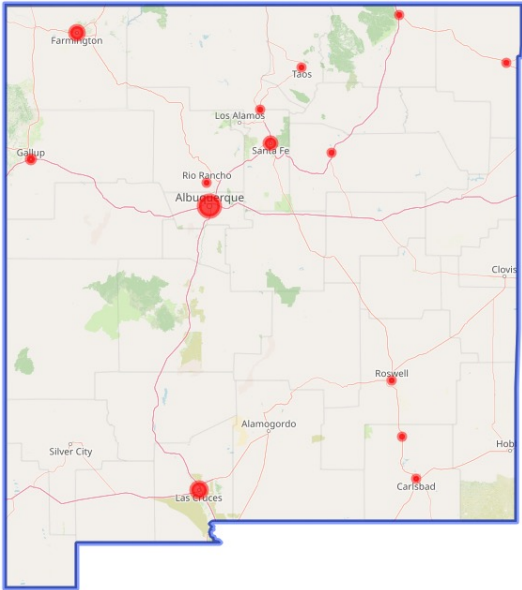 Farmington
Taos
Los Alamos
Santa Fe
Gallup
Rio Rancho
Albuquerque
Clovis
Roswell
Alamogordo
Silver City
Hob
Carlsbad
Las Cruces